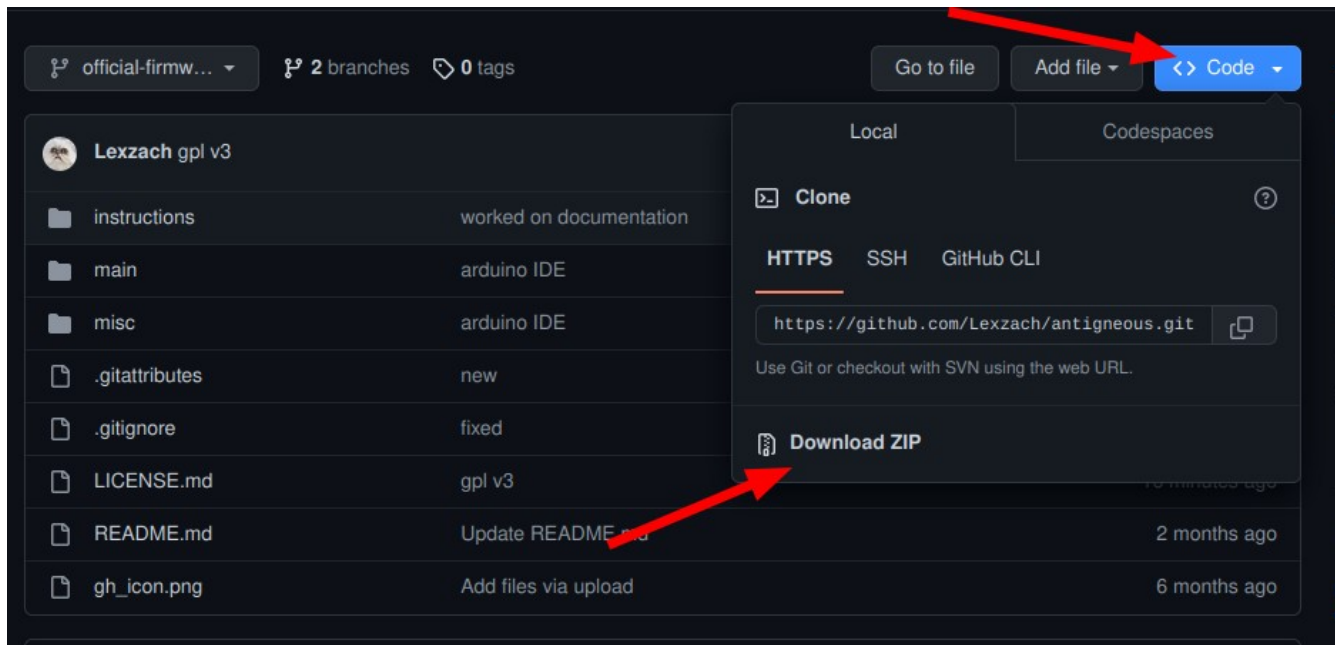 official-firmw... 2 branches 0 tags Go to file Add file <> Code
Local Codespaces
Lexzach gpl v3
Clone
instructions worked on documentation
HTTPS SSH GitHub CLI
main arduino IDE
https://github.com/Lexzach/antigneous.git
misc arduino IDE
Use Git or checkout with SVN using the web URL.
.gitattributes new
.gitignore fixed
Download ZIP
LICENSE.md gpl v3 minutes ago
README.md Update README.md 2 months ago
gh_icon.png Add files via upload 6 months ago